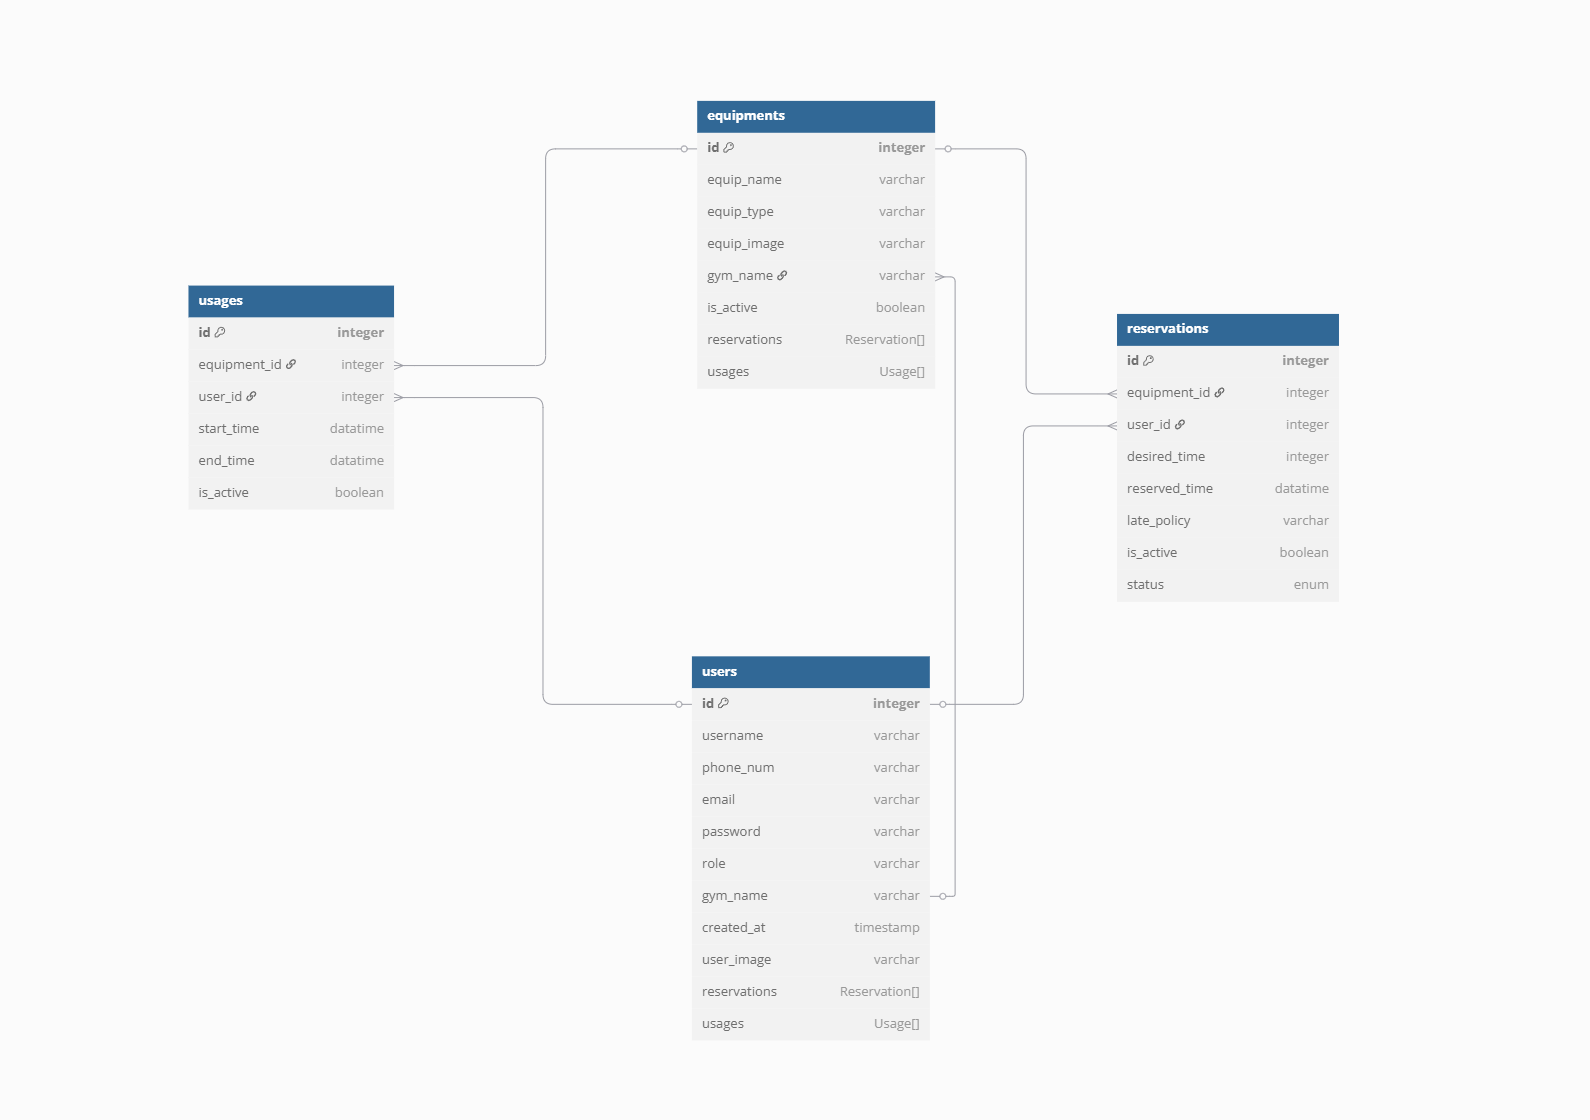 equipments
id integer
equip_name varchar
equip_type varchar
equip_image varchar
gym_name varchar
is_active boolean
reservations Reservation[]
usages Usage[]
usages
id integer
equipment_id integer
user_id integer
start_time datatime
end_time datatime
is_active boolean
reservations
id integer
equipment_id integer
user_id integer
desired_time integer
reserved_time datatime
late_policy varchar
is_active boolean
status enum
users
id integer
username varchar
phone_num varchar
email varchar
password varchar
role varchar
gym_name varchar
created_at timestamp
user_image varchar
reservations Reservation[]
usages Usage[]